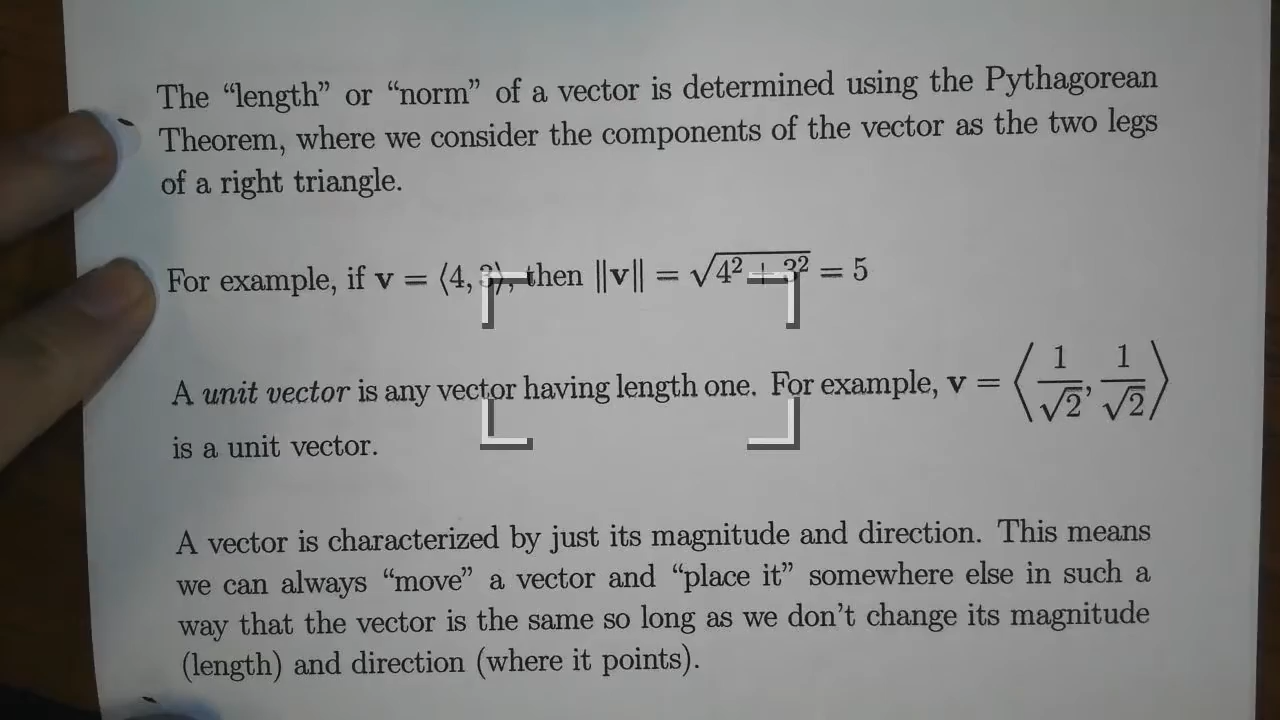 The “length” or “norm” of a vector is determined using the Pythagorean
Theorem, where we consider the components of the vector as the two legs
of a right triangle.
For example, if v = ⟨4, 3⟩, then ‖v‖ = √(4² + 3²) = 5
A unit vector is any vector having length one. For example, v = ⟨1/√2, 1/√2⟩
is a unit vector.
A vector is characterized by just its magnitude and direction. This means
we can always “move” a vector and “place it” somewhere else in such a
way that the vector is the same so long as we don’t change its magnitude
(length) and direction (where it points).